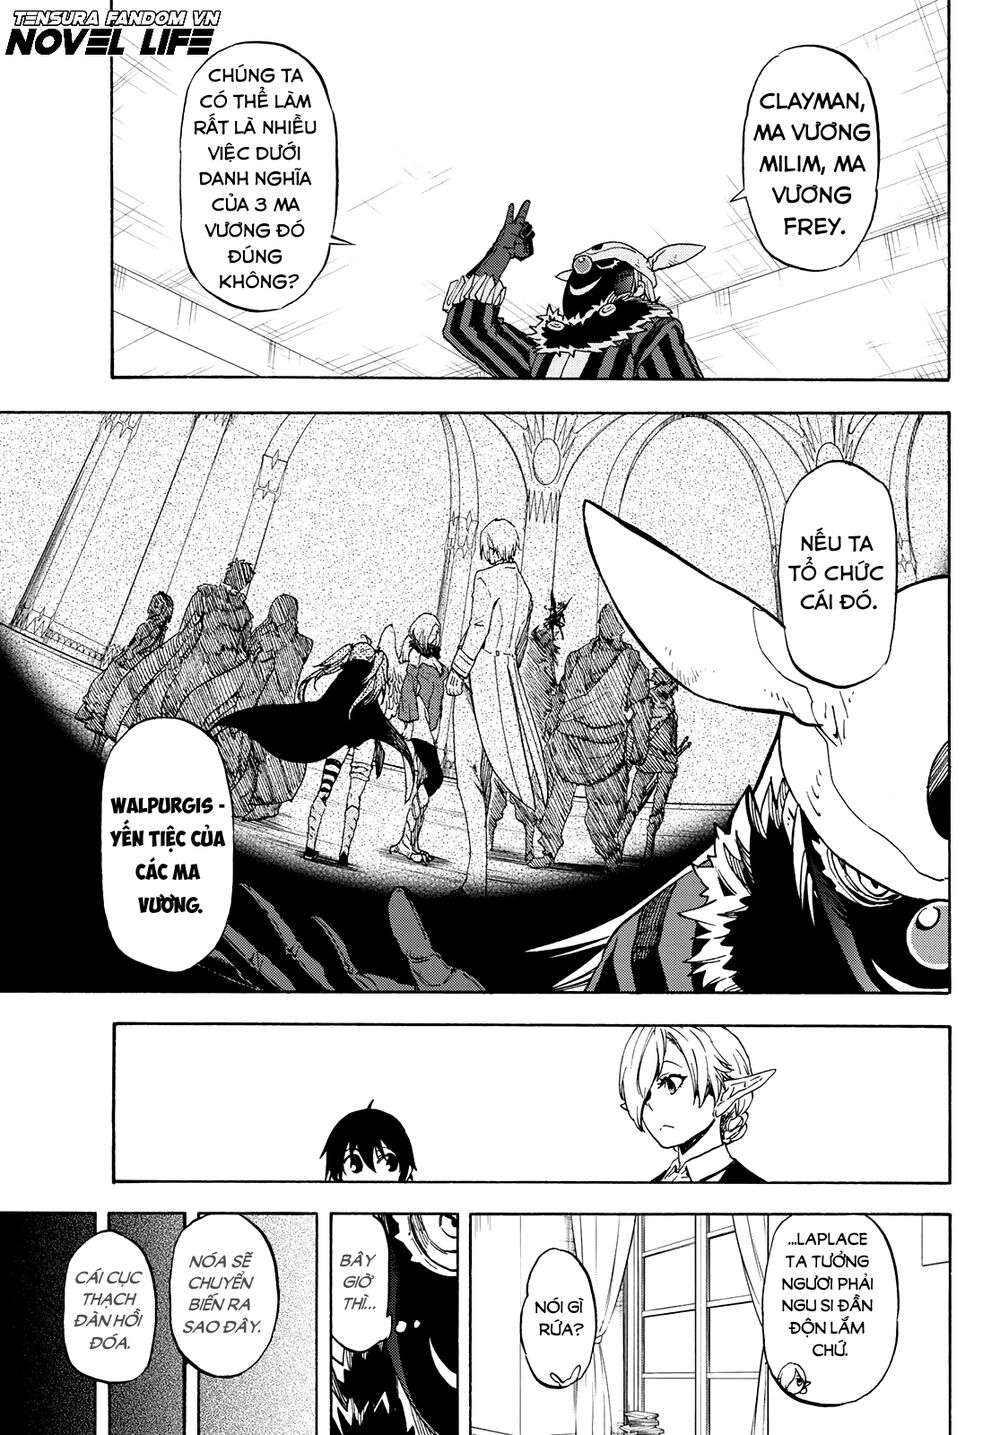 TENSURA FANDOM VN
NOVEL LIFE
CLAYMAN,
MA VƯƠNG
MILIM, MA
VƯƠNG
FREY.
CHÚNG TA
CÓ THỂ LÀM
RẤT LÀ NHIỀU
VIỆC DƯỚI
DANH NGHĨA
CỦA 3 MA
VƯƠNG ĐÓ
ĐÚNG
KHÔNG?
NẾU TA
TỔ CHỨC
CÁI ĐÓ.
WALPURGIS -
YẾN TIỆC CỦA
CÁC MA
VƯƠNG.
...LAPLACE
TA TƯỞNG
NGƯƠI PHẢI
NGU SI ĐẦN
ĐỘN LẮM
CHỨ.
NÓI GÌ
RỨA?
BÂY
GIỜ
THÌ...
NÓA SẼ
CHUYỂN
BIẾN RA
SAO ĐÂY.
CÁI CỤC
THẠCH
ĐÀN HỒI
ĐÓA.